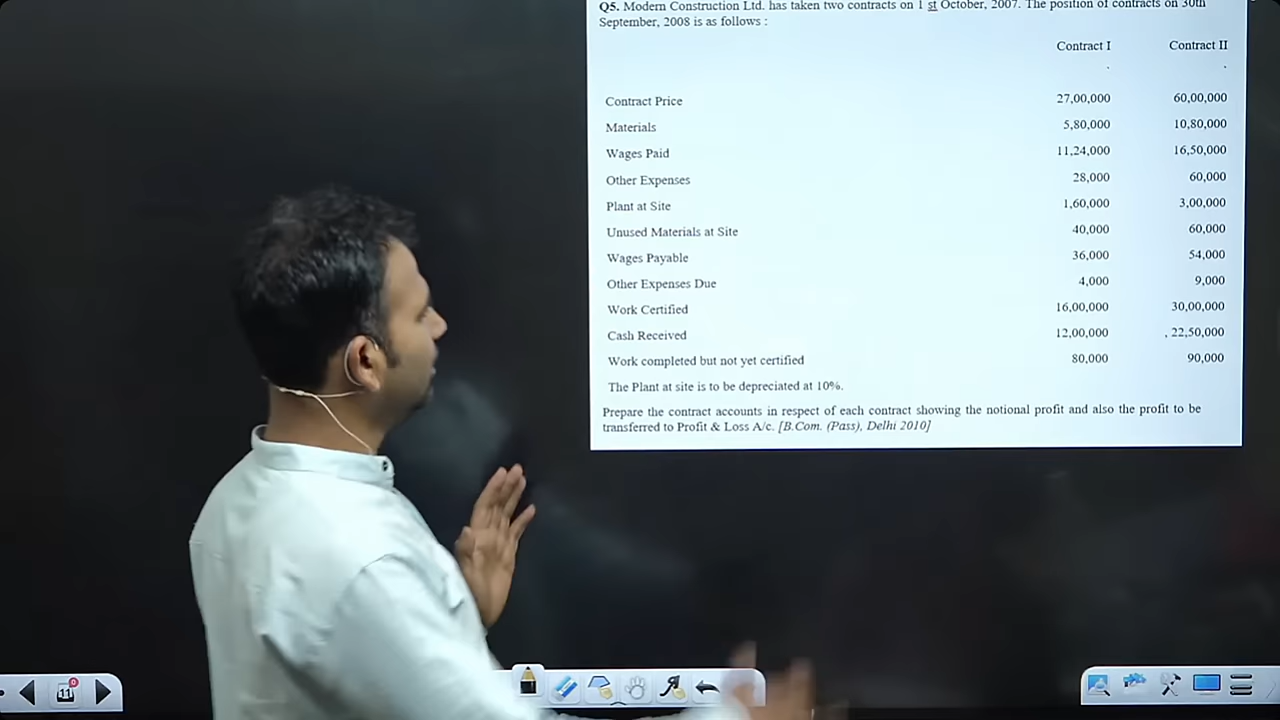 Q5. Modern Construction Ltd. has taken two contracts on 1 st October, 2007. The position of contracts on 30th
September, 2008 is as follows :
Contract I Contract II
Contract Price 27,00,000 60,00,000
Materials 5,80,000 10,80,000
Wages Paid 11,24,000 16,50,000
Other Expenses 28,000 60,000
Plant at Site 1,60,000 3,00,000
Unused Materials at Site 40,000 60,000
Wages Payable 36,000 54,000
Other Expenses Due 4,000 9,000
Work Certified 16,00,000 30,00,000
Cash Received 12,00,000 22,50,000
Work completed but not yet certified 80,000 90,000
The Plant at site is to be depreciated at 10%.
Prepare the contract accounts in respect of each contract showing the notional profit and also the profit to be
transferred to Profit & Loss A/c. [B.Com. (Pass), Delhi 2010]
11 0